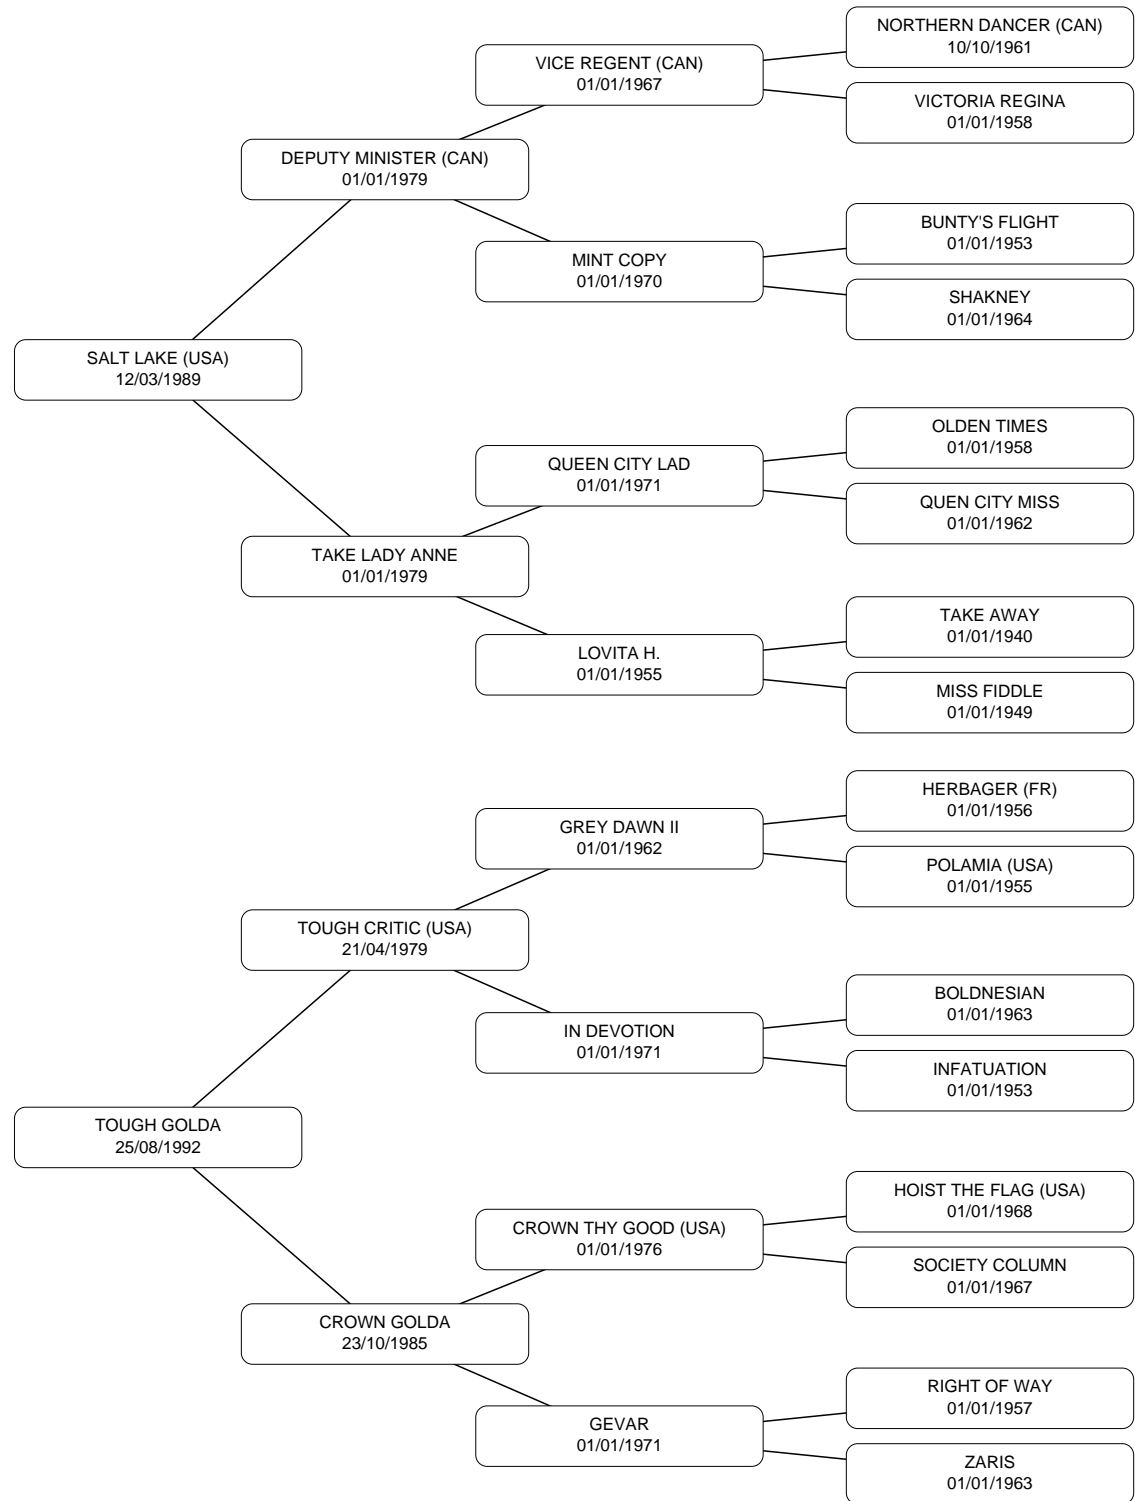 NORTHERN DANCER (CAN)
10/10/1961
VICE REGENT (CAN)
01/01/1967
VICTORIA REGINA
01/01/1958
DEPUTY MINISTER (CAN)
01/01/1979
BUNTY'S FLIGHT
01/01/1953
MINT COPY
01/01/1970
SHAKNEY
01/01/1964
SALT LAKE (USA)
12/03/1989
OLDEN TIMES
01/01/1958
QUEEN CITY LAD
01/01/1971
QUEN CITY MISS
01/01/1962
TAKE LADY ANNE
01/01/1979
TAKE AWAY
01/01/1940
LOVITA H.
01/01/1955
MISS FIDDLE
01/01/1949
HERBAGER (FR)
01/01/1956
GREY DAWN II
01/01/1962
POLAMIA (USA)
01/01/1955
TOUGH CRITIC (USA)
21/04/1979
BOLDNESIAN
01/01/1963
IN DEVOTION
01/01/1971
INFATUATION
01/01/1953
TOUGH GOLDA
25/08/1992
HOIST THE FLAG (USA)
01/01/1968
CROWN THY GOOD (USA)
01/01/1976
SOCIETY COLUMN
01/01/1967
CROWN GOLDA
23/10/1985
RIGHT OF WAY
01/01/1957
GEVAR
01/01/1971
ZARIS
01/01/1963